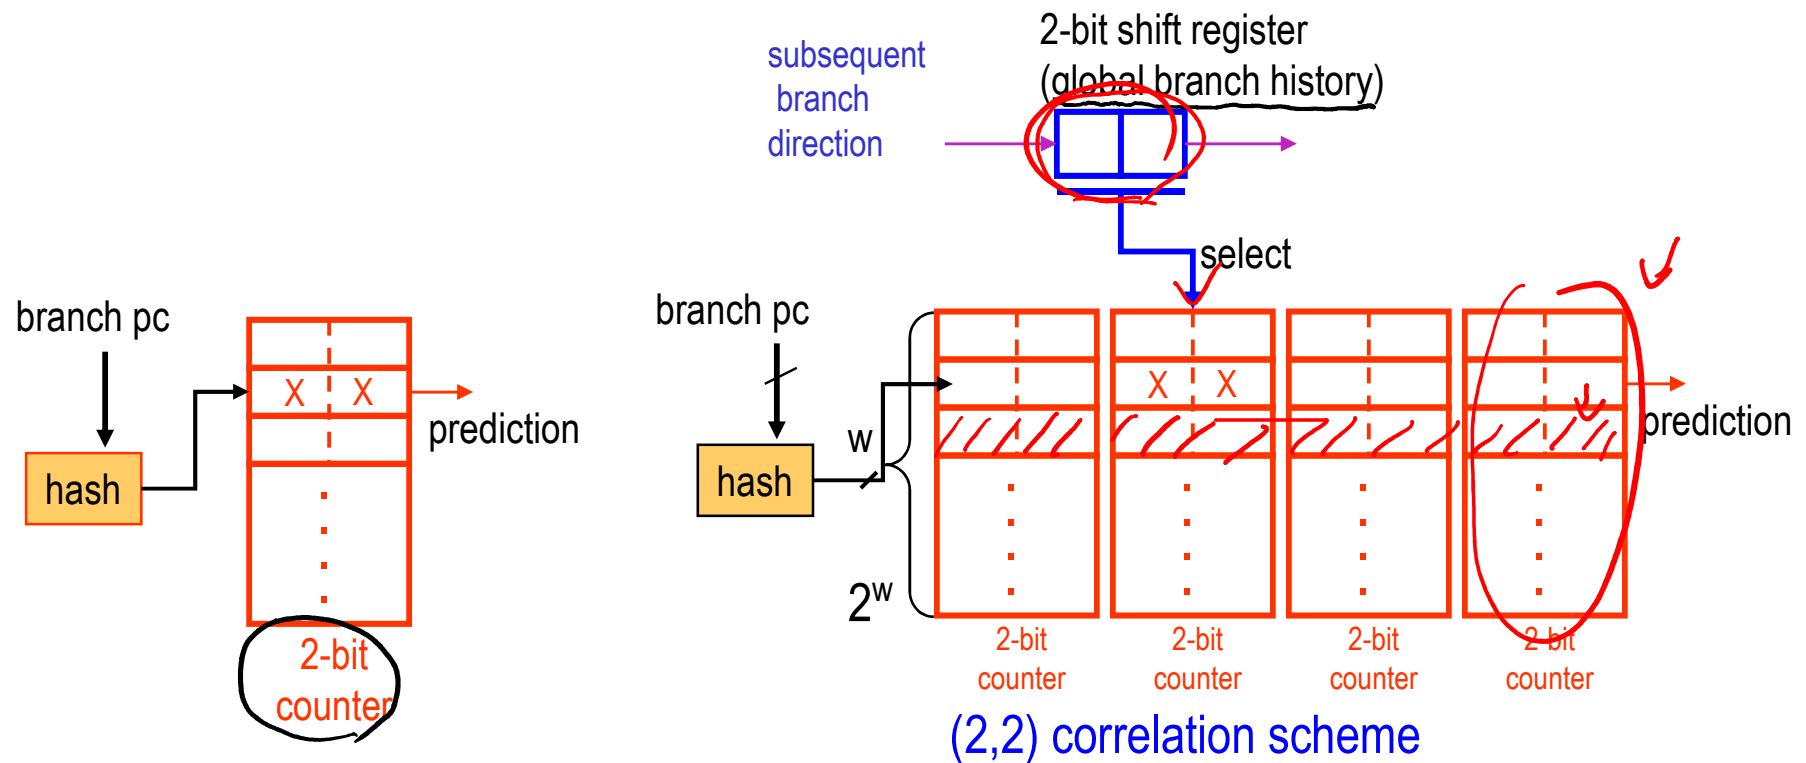 branch pc
hash
X X
prediction
2-bit
counter
subsequent
branch
direction
2-bit shift register
(global branch history)
select
branch pc
hash
w
2^w
X X
prediction
2-bit
counter
2-bit
counter
2-bit
counter
2-bit
counter
(2,2) correlation scheme